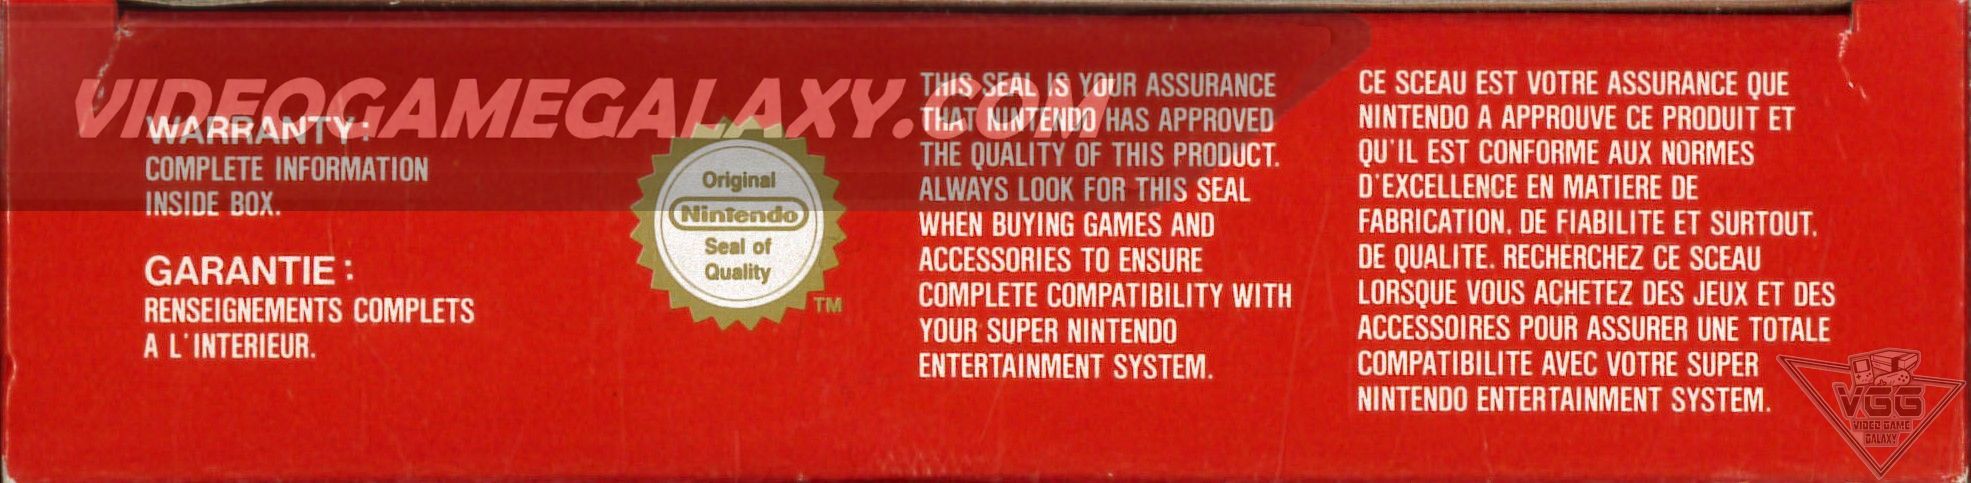 VIDEOGAMEGALAXY.COM
WARRANTY:
COMPLETE INFORMATION
INSIDE BOX.
GARANTIE:
RENSEIGNEMENTS COMPLETS
A L'INTERIEUR.
Original
Nintendo
Seal of
Quality
TM
THIS SEAL IS YOUR ASSURANCE
THAT NINTENDO HAS APPROVED
THE QUALITY OF THIS PRODUCT.
ALWAYS LOOK FOR THIS SEAL
WHEN BUYING GAMES AND
ACCESSORIES TO ENSURE
COMPLETE COMPATIBILITY WITH
YOUR SUPER NINTENDO
ENTERTAINMENT SYSTEM.
CE SCEAU EST VOTRE ASSURANCE QUE
NINTENDO A APPROUVE CE PRODUIT ET
QU'IL EST CONFORME AUX NORMES
D'EXCELLENCE EN MATIERE DE
FABRICATION, DE FIABILITE ET SURTOUT,
DE QUALITE. RECHERCHEZ CE SCEAU
LORSQUE VOUS ACHETEZ DES JEUX ET DES
ACCESSOIRES POUR ASSURER UNE TOTALE
COMPATIBILITE AVEC VOTRE SUPER
NINTENDO ENTERTAINMENT SYSTEM.
VGG
VIDEO GAME
GALAXY